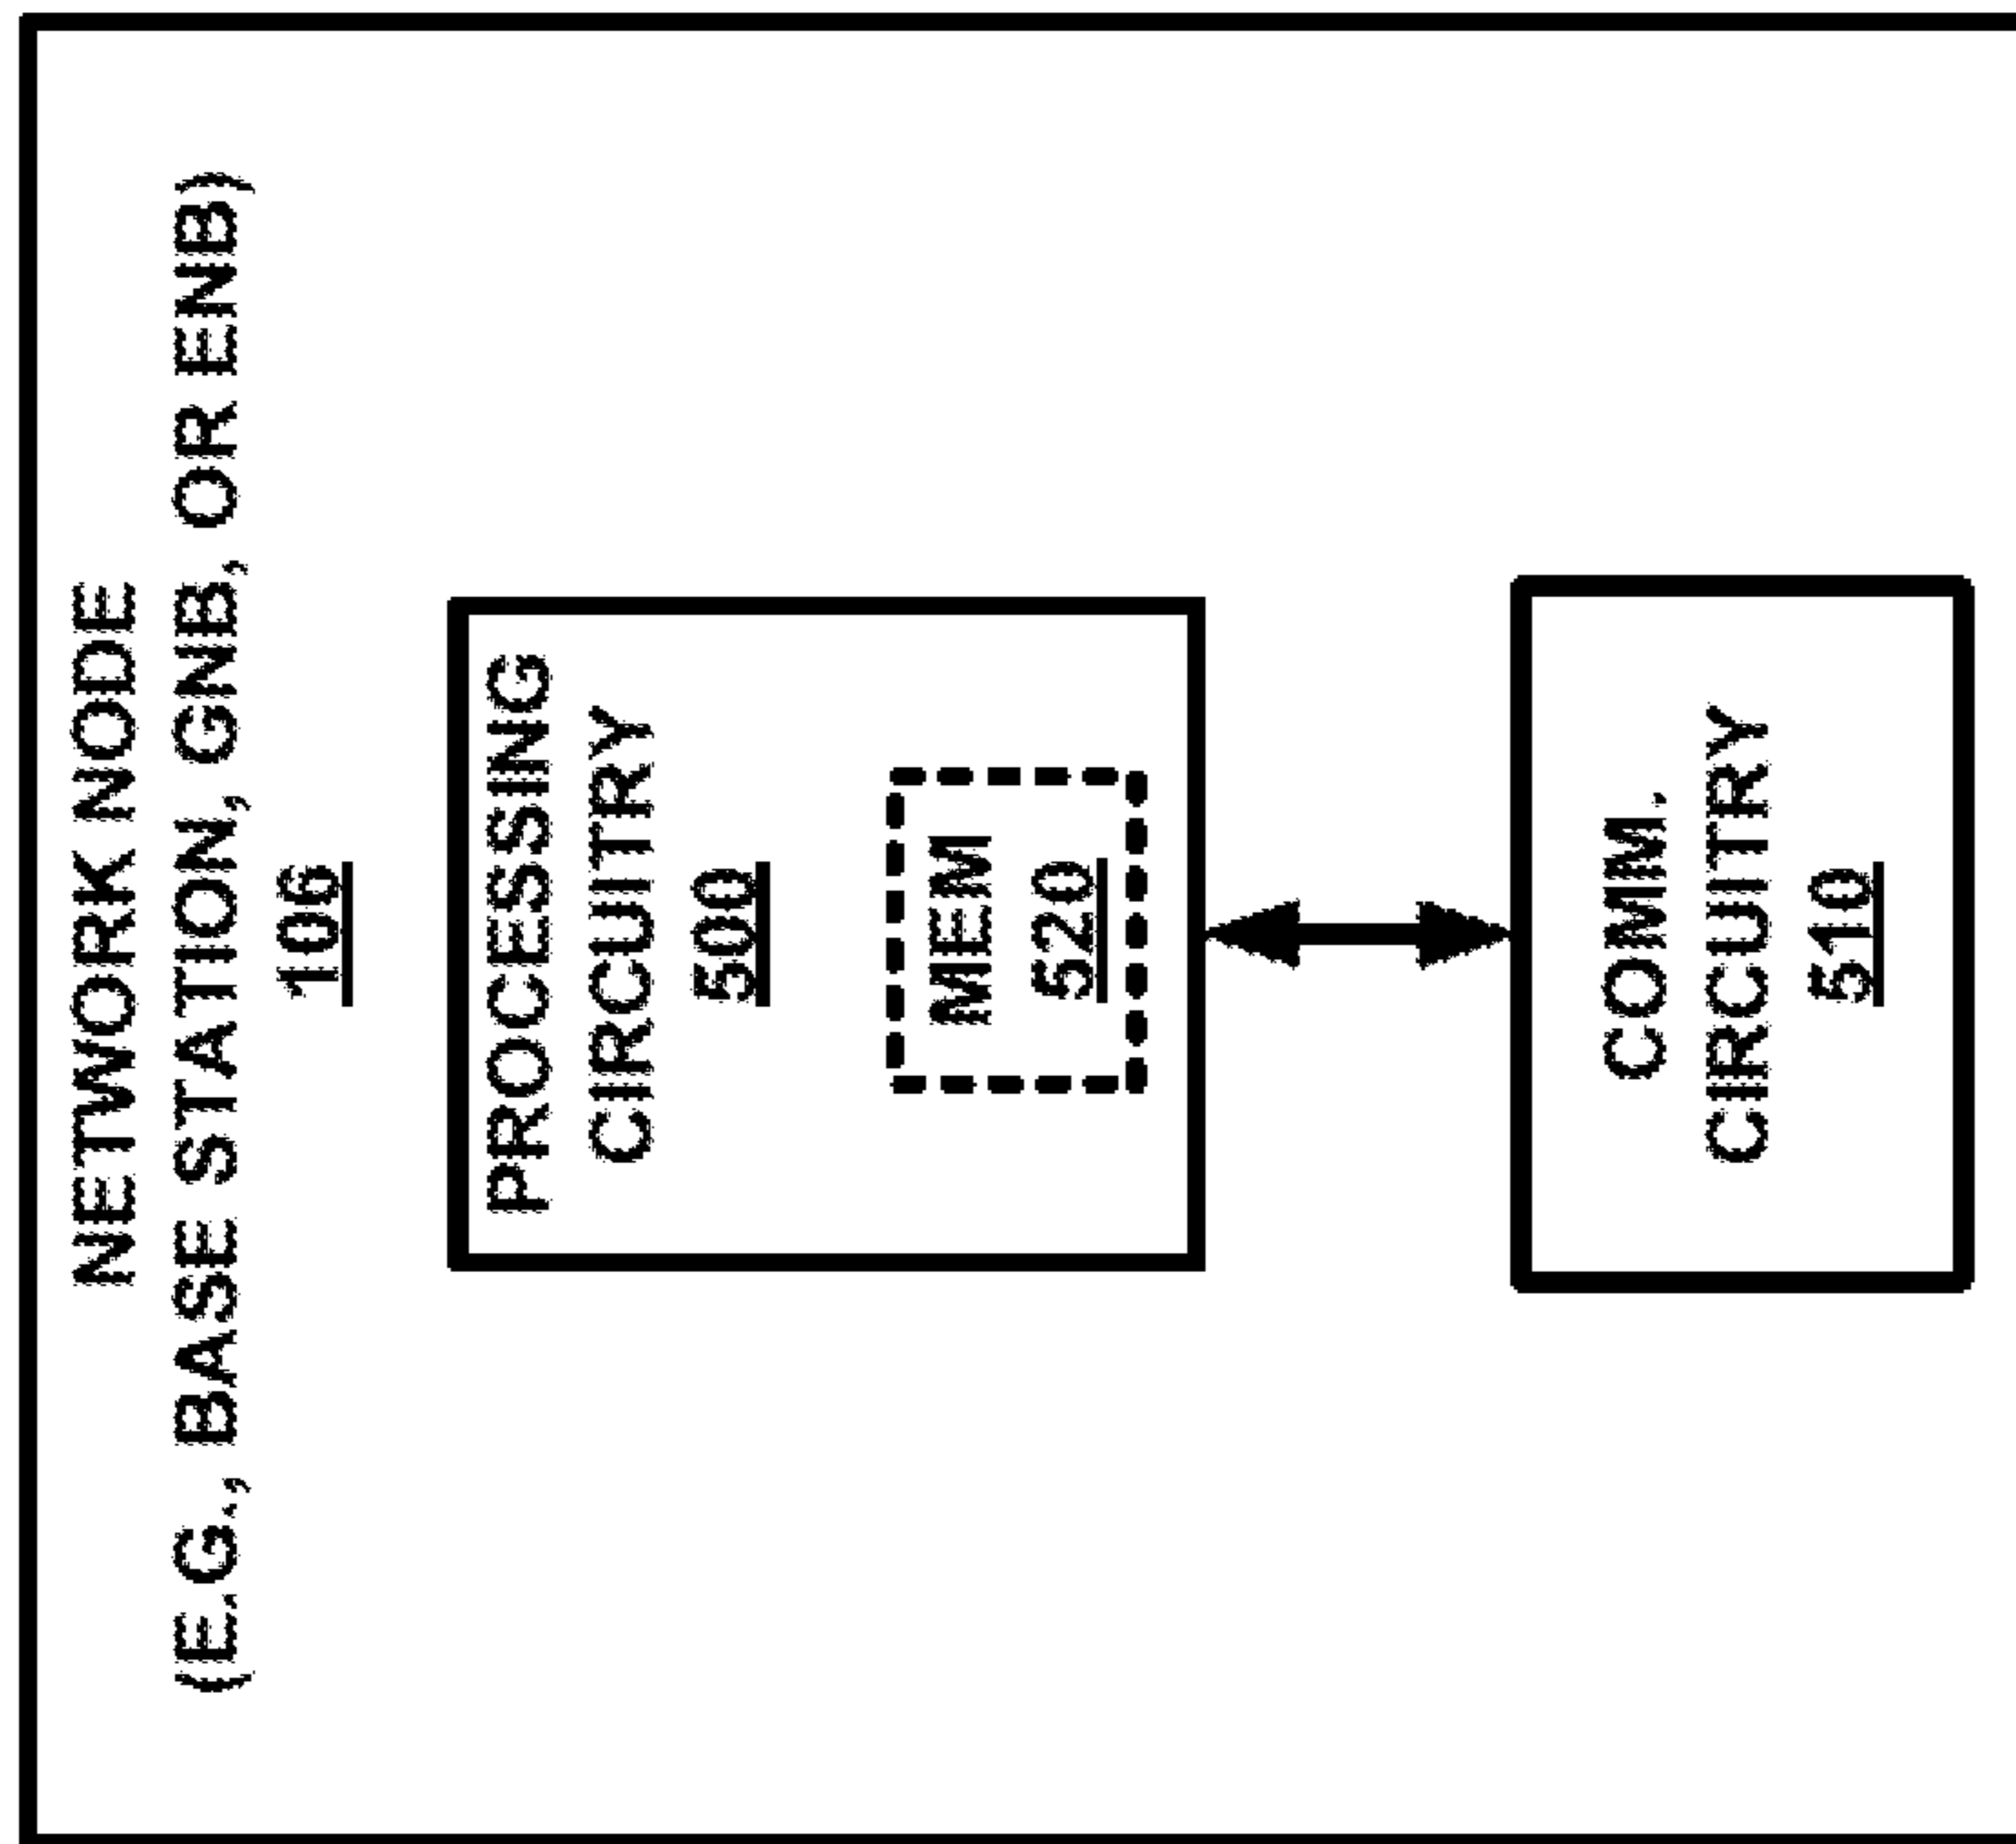 NETWORK NODE
(E.G., BASE STATION, GNB, OR ENB)
106
PROCESSING
CIRCUITRY
500
MEM
520
COMM.
CIRCUITRY
510